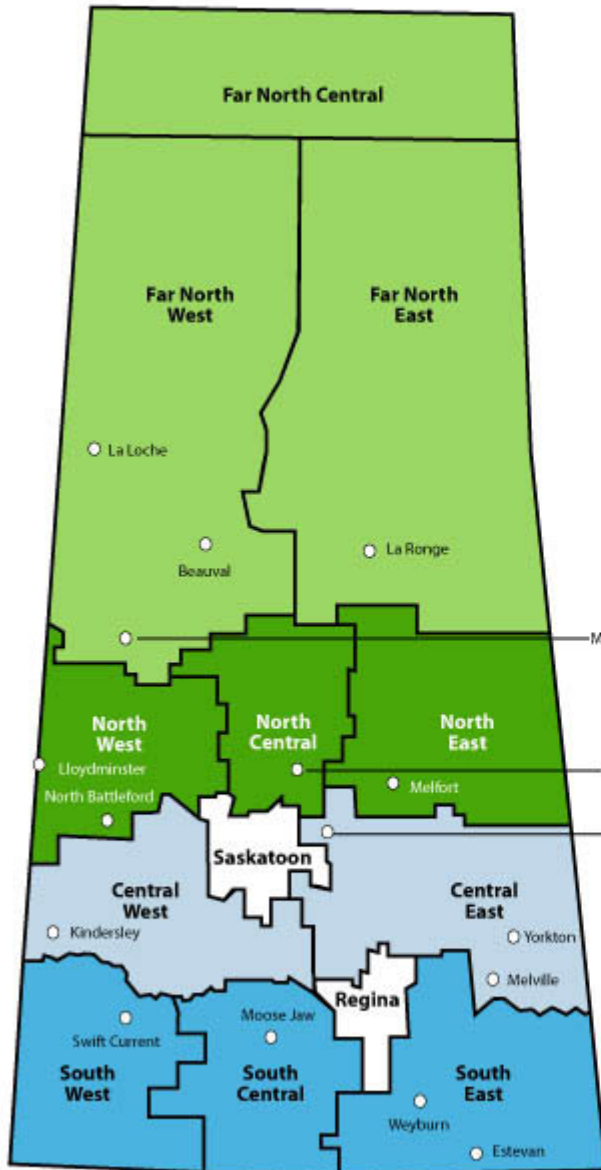 Far North Central
Far North
West
Far North
East
La Loche
Beauval
La Ronge
M
North
West
North
Central
North
East
Lloydminster
North Battleford
Melfort
Saskatoon
Central
West
Central
East
Kindersley
Yorkton
Melville
Regina
Moose Jaw
Swift Current
South
West
South
Central
South
East
Weyburn
Estevan